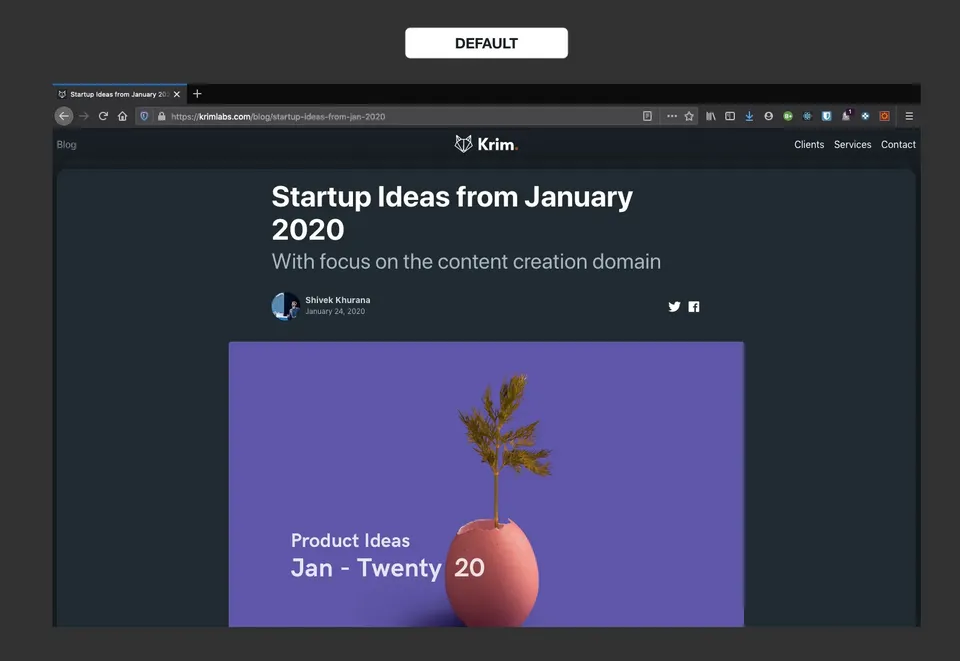 DEFAULT
Startup Ideas from January 20
https://krimlabs.com/blog/startup-ideas-from-jan-2020
Blog
Krim.
Clients Services Contact
Startup Ideas from January
2020
With focus on the content creation domain
Shivek Khurana
January 24, 2020
Product Ideas
Jan - Twenty 20